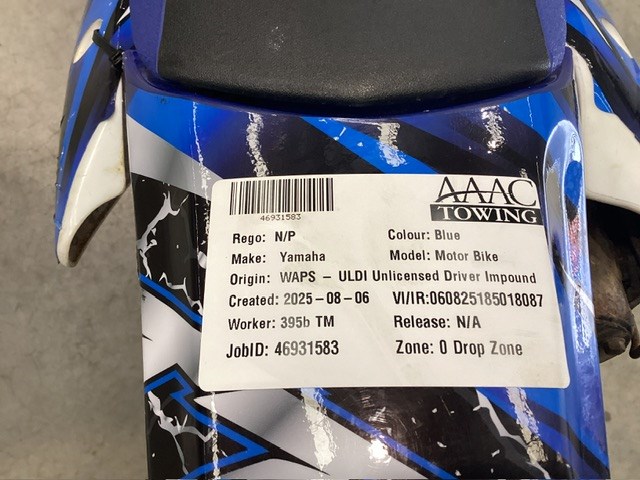 46931583
AAAC
TOWING
Rego: N/P Colour: Blue
Make: Yamaha Model: Motor Bike
Origin: WAPS - ULDI Unlicensed Driver Impound
Created: 2025-08-06 VI/IR:060825185018087
Worker: 395b TM Release: N/A
JobID: 46931583 Zone: 0 Drop Zone